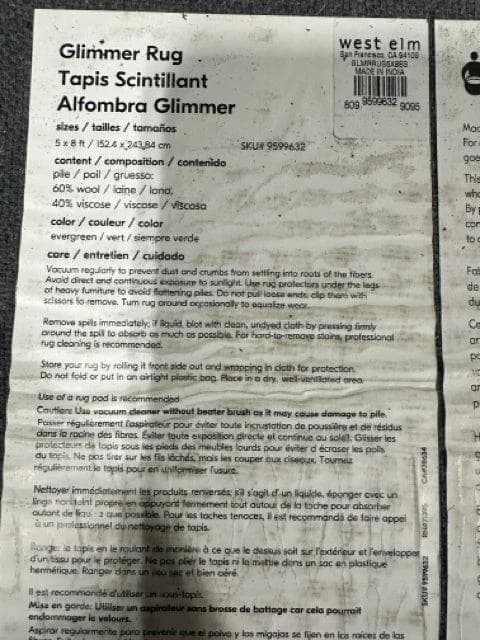 Glimmer Rug
Tapis Scintillant
Alfombra Glimmer
west elm
San Francisco, CA 94109
MADE IN INDIA
809 9599632 9095
sizes / tailles / tamaños
5 x 8 ft / 152.4 x 243,84 cm SKU# 9599632
content / composition / contenido
pile / poil / gruesso:
60% wool / laine / lana,
40% viscose / viscose / viscosa
color / couleur / color
evergreen / vert / siempre verde
care / entretien / cuidado
Vacuum regularly to prevent dust and crumbs from settling into roots of the fibers.
Avoid direct and continuous exposure to sunlight. Use rug protectors under the legs
of heavy furniture to avoid flattening piles. Do not pull loose ends; clip them with
scissors to remove. Turn rug around occasionally to equalize wear.
Remove spills immediately; if liquid, blot with clean, undyed cloth by pressing firmly
around the spill to absorb as much as possible. For hard-to-remove stains, professional
rug cleaning is recommended.
Store your rug by rolling it front side out and wrapping in cloth for protection.
Do not fold or put in an airtight plastic bag. Place in a dry, well-ventilated area.
Use of a rug pad is recommended.
Caution: Use vacuum cleaner without beater brush as it may cause damage to pile.
Passer régulièrement l'aspirateur pour éviter toute incrustation de poussière et de résidus
dans la racine des fibres. Éviter toute exposition directe et continue au soleil. Glisser les
protecteurs de tapis sous les pieds des meubles lourds pour éviter d écraser les poils
du tapis. Ne pas tirer sur les fils lâchés, mais les couper aux ciseaux. Tournez
régulièrement le tapis pour en uniformiser l'usure.
Nettoyer immédiatement les produits renversés; s'il s'agit d'un liquide, éponger avec un
linge non teint propre en appuyant fermement tout autour de la tache pour absorber
autant de que possible. Pour les taches tenaces, il est recommandé de faire appel
à un professionnel du nettoyage de tapis.
Ranger le tapis en le roulant de manière à ce que le dessus soit sur l'extérieur et l'envelopper
d'un tissu pour le protéger. Ne pas plier le tapis ni le mettre dans un sac en plastique
hermétique. Ranger dans un lieu sec et bien aéré.
Il est recommandé d'utiliser un sous-tapis.
Mise en garde: Utiliser un aspirateur sans brosse de battage car cela pourrait
endommager le velours.
Aspirar regularmente para prevenir que el polvo y las migajas se fijen en las raíces de las
SKU# 9599632